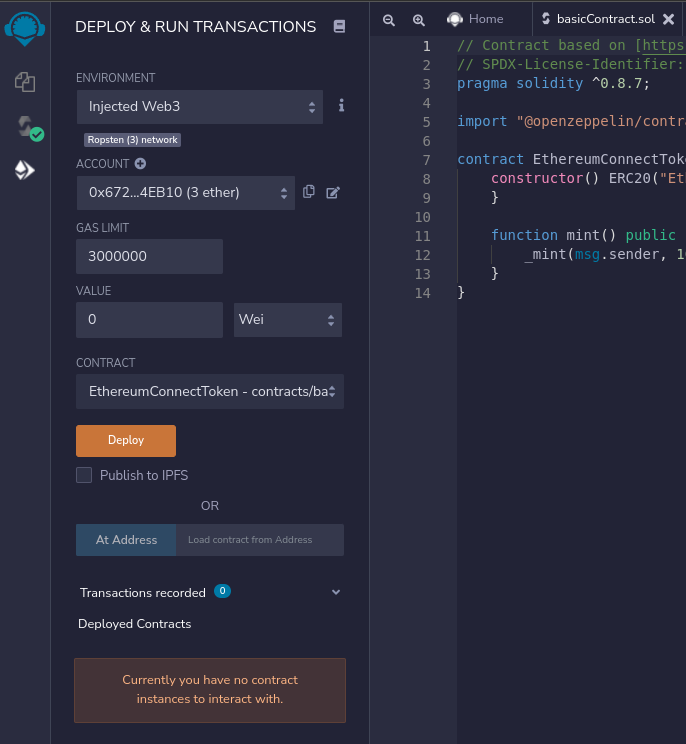 DEPLOY & RUN TRANSACTIONS
ENVIRONMENT
Injected Web3
Ropsten (3) network
ACCOUNT
0x672...4EB10 (3 ether)
GAS LIMIT
3000000
VALUE
0
Wei
CONTRACT
EthereumConnectToken - contracts/ba
Deploy
Publish to IPFS
OR
At Address
Load contract from Address
Transactions recorded 0
Deployed Contracts
Currently you have no contract
instances to interact with.
Home
basicContract.sol
1 // Contract based on [https
2 // SPDX-License-Identifier:
3 pragma solidity ^0.8.7;
4
5 import "@openzeppelin/contra
6
7 contract EthereumConnectToke
8 constructor() ERC20("Et
9 }
10
11 function mint() public
12 _mint(msg.sender, 10
13 }
14 }